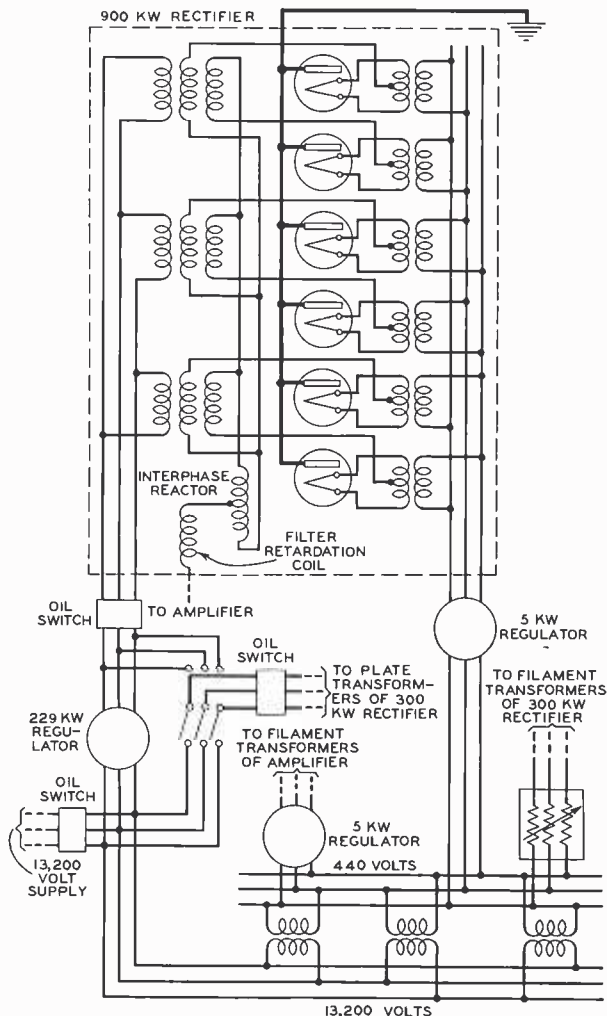 900 KW RECTIFIER
INTERPHASE
REACTOR
FILTER
RETARDATION
COIL
OIL
SWITCH
TO AMPLIFIER
5 KW
REGULATOR
OIL
SWITCH
TO PLATE
TRANSFORM-
ERS OF 300
KW RECTIFIER
TO FILAMENT
TRANSFORMERS
OF 300 KW
RECTIFIER
229 KW
REGU-
LATOR
TO FILAMENT
TRANSFORMERS
OF AMPLIFIER
OIL
SWITCH
5 KW
REGULATOR
13,200
VOLT
SUPPLY
440 VOLTS
13,200 VOLTS